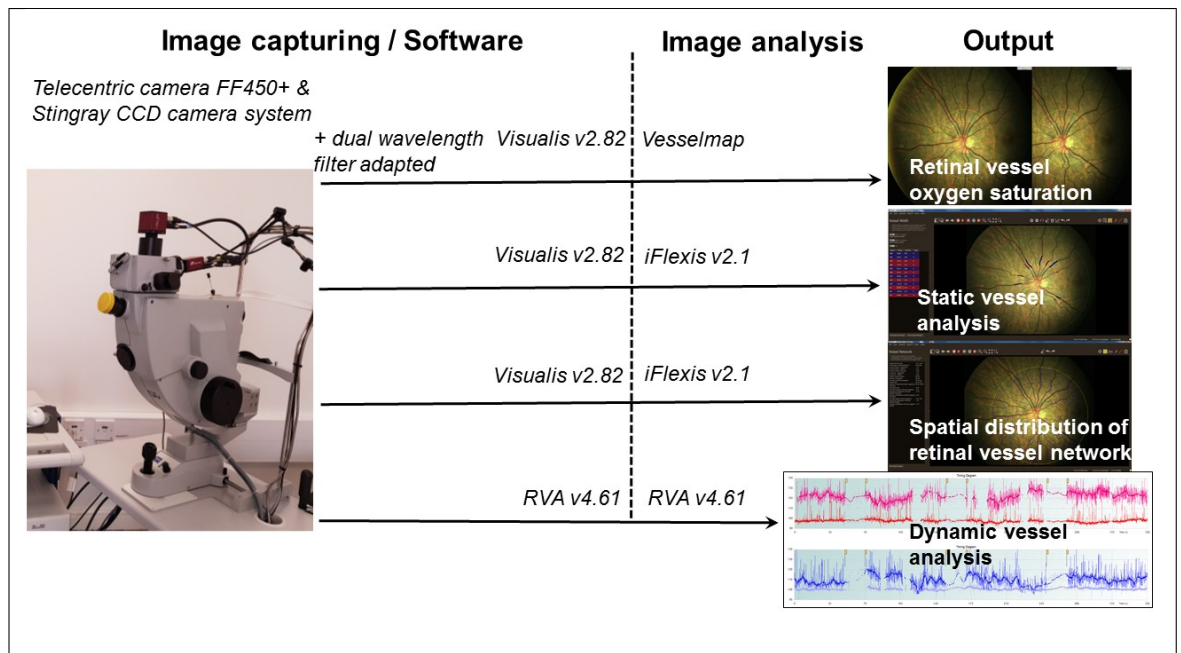 Image capturing / Software
Image analysis
Output
Telecentric camera FF450+ &
Stingray CCD camera system
+ dual wavelength
filter adapted
Visualis v2.82
Vesselmap
Retinal vessel
oxygen saturation
Visualis v2.82
iFlexis v2.1
Static vessel
analysis
Visualis v2.82
iFlexis v2.1
Spatial distribution of
retinal vessel network
RVA v4.61
RVA v4.61
Dynamic vessel
analysis